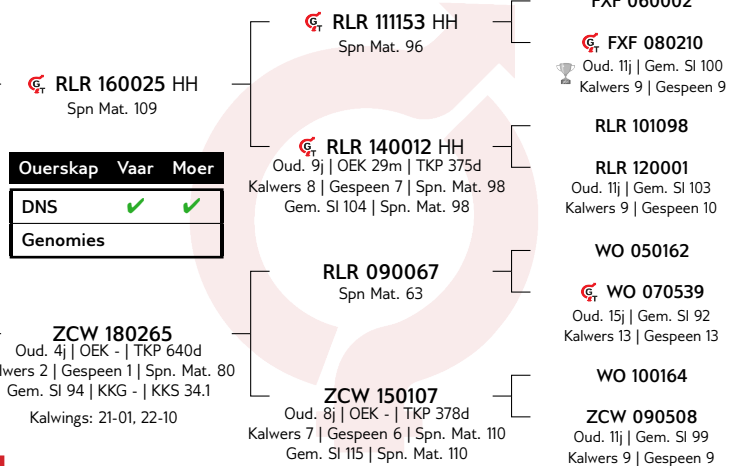 RLR 160025 HH
Spn Mat. 109
Ouerskap Vaar Moer
DNS ✔ ✔
Genomies
ZCW 180265
Oud. 4j | OEK - | TKP 640d
lwers 2 | Gespeen 1 | Spn. Mat. 80
Gem. SI 94 | KKG - | KKS 34.1
Kalwings: 21-01, 22-10
GT RLR 111153 HH
Spn Mat. 96
RLR 140012 HH
Oud. 9j | OEK 29m | TKP 375d
Kalwers 8 | Gespeen 7 | Spn. Mat. 98
Gem. SI 104 | Spn. Mat. 98
RLR 090067
Spn Mat. 63
ZCW 150107
Oud. 8j | OEK - | TKP 378d
Kalwers 7 | Gespeen 6 | Spn. Mat. 110
Gem. SI 115 | Spn. Mat. 110
FXF 060002
FXF 080210
Oud. 11j | Gem. SI 100
Kalwers 9 | Gespeen 9
RLR 101098
RLR 120001
Oud. 11j | Gem. SI 103
Kalwers 9 | Gespeen 10
WO 050162
WO 070539
Oud. 15j | Gem. SI 92
Kalwers 13 | Gespeen 13
WO 100164
ZCW 090508
Oud. 11j | Gem. SI 99
Kalwers 9 | Gespeen 9